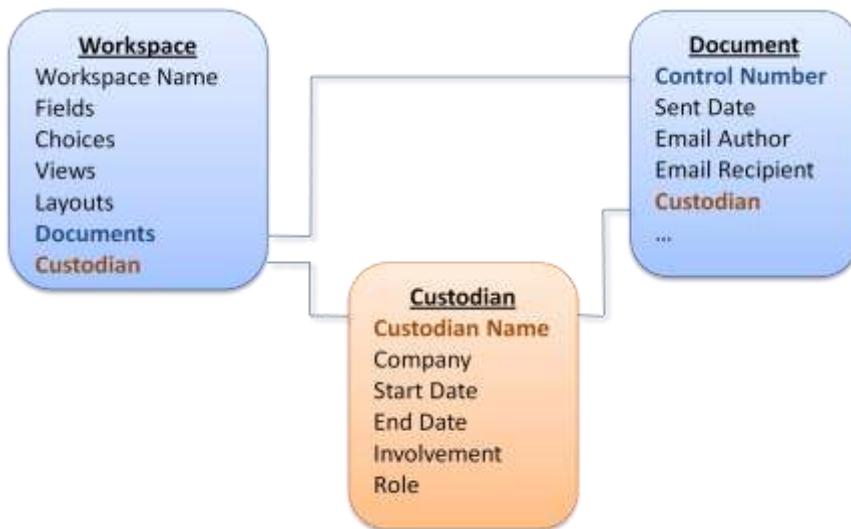 Workspace
Workspace Name
Fields
Choices
Views
Layouts
Documents
Custodian
Document
Control Number
Sent Date
Email Author
Email Recipient
Custodian
...
Custodian
Custodian Name
Company
Start Date
End Date
Involvement
Role